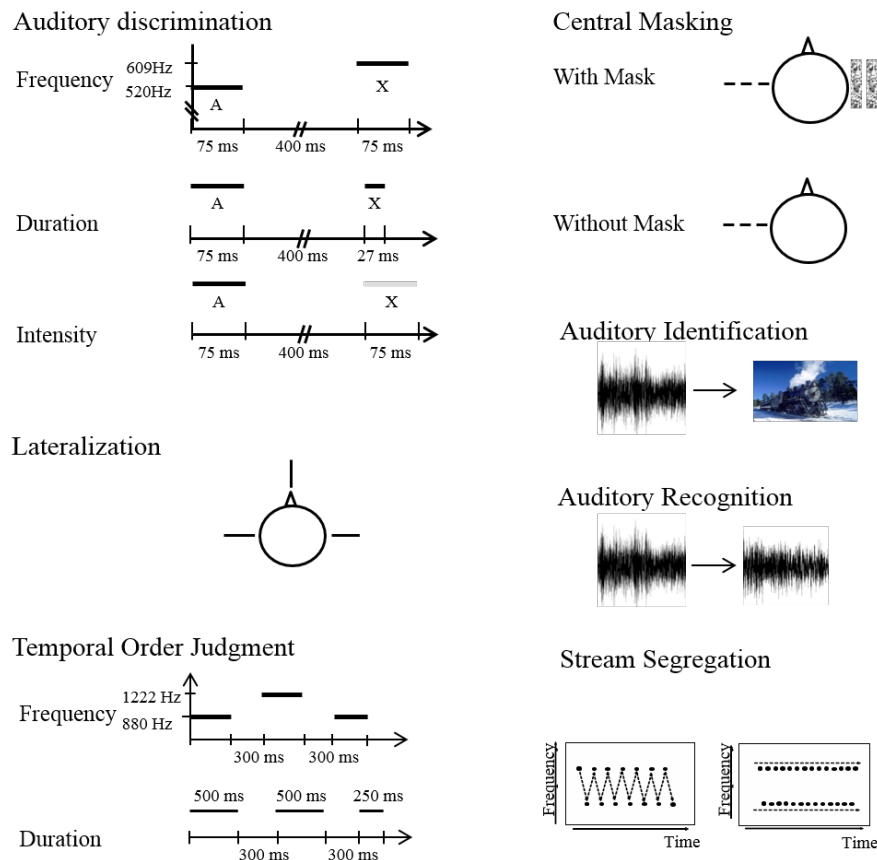 Auditory discrimination
Frequency
609Hz
520Hz
A
X
75 ms
400 ms
75 ms
Duration
A
X
75 ms
400 ms
27 ms
Intensity
A
X
75 ms
400 ms
75 ms
Lateralization
Temporal Order Judgment
Frequency
1222 Hz
880 Hz
300 ms
300 ms
500 ms
500 ms
250 ms
Duration
300 ms
300 ms
Central Masking
With Mask
Without Mask
Auditory Identification
Auditory Recognition
Stream Segregation
Frequency
Time
Frequency
Time